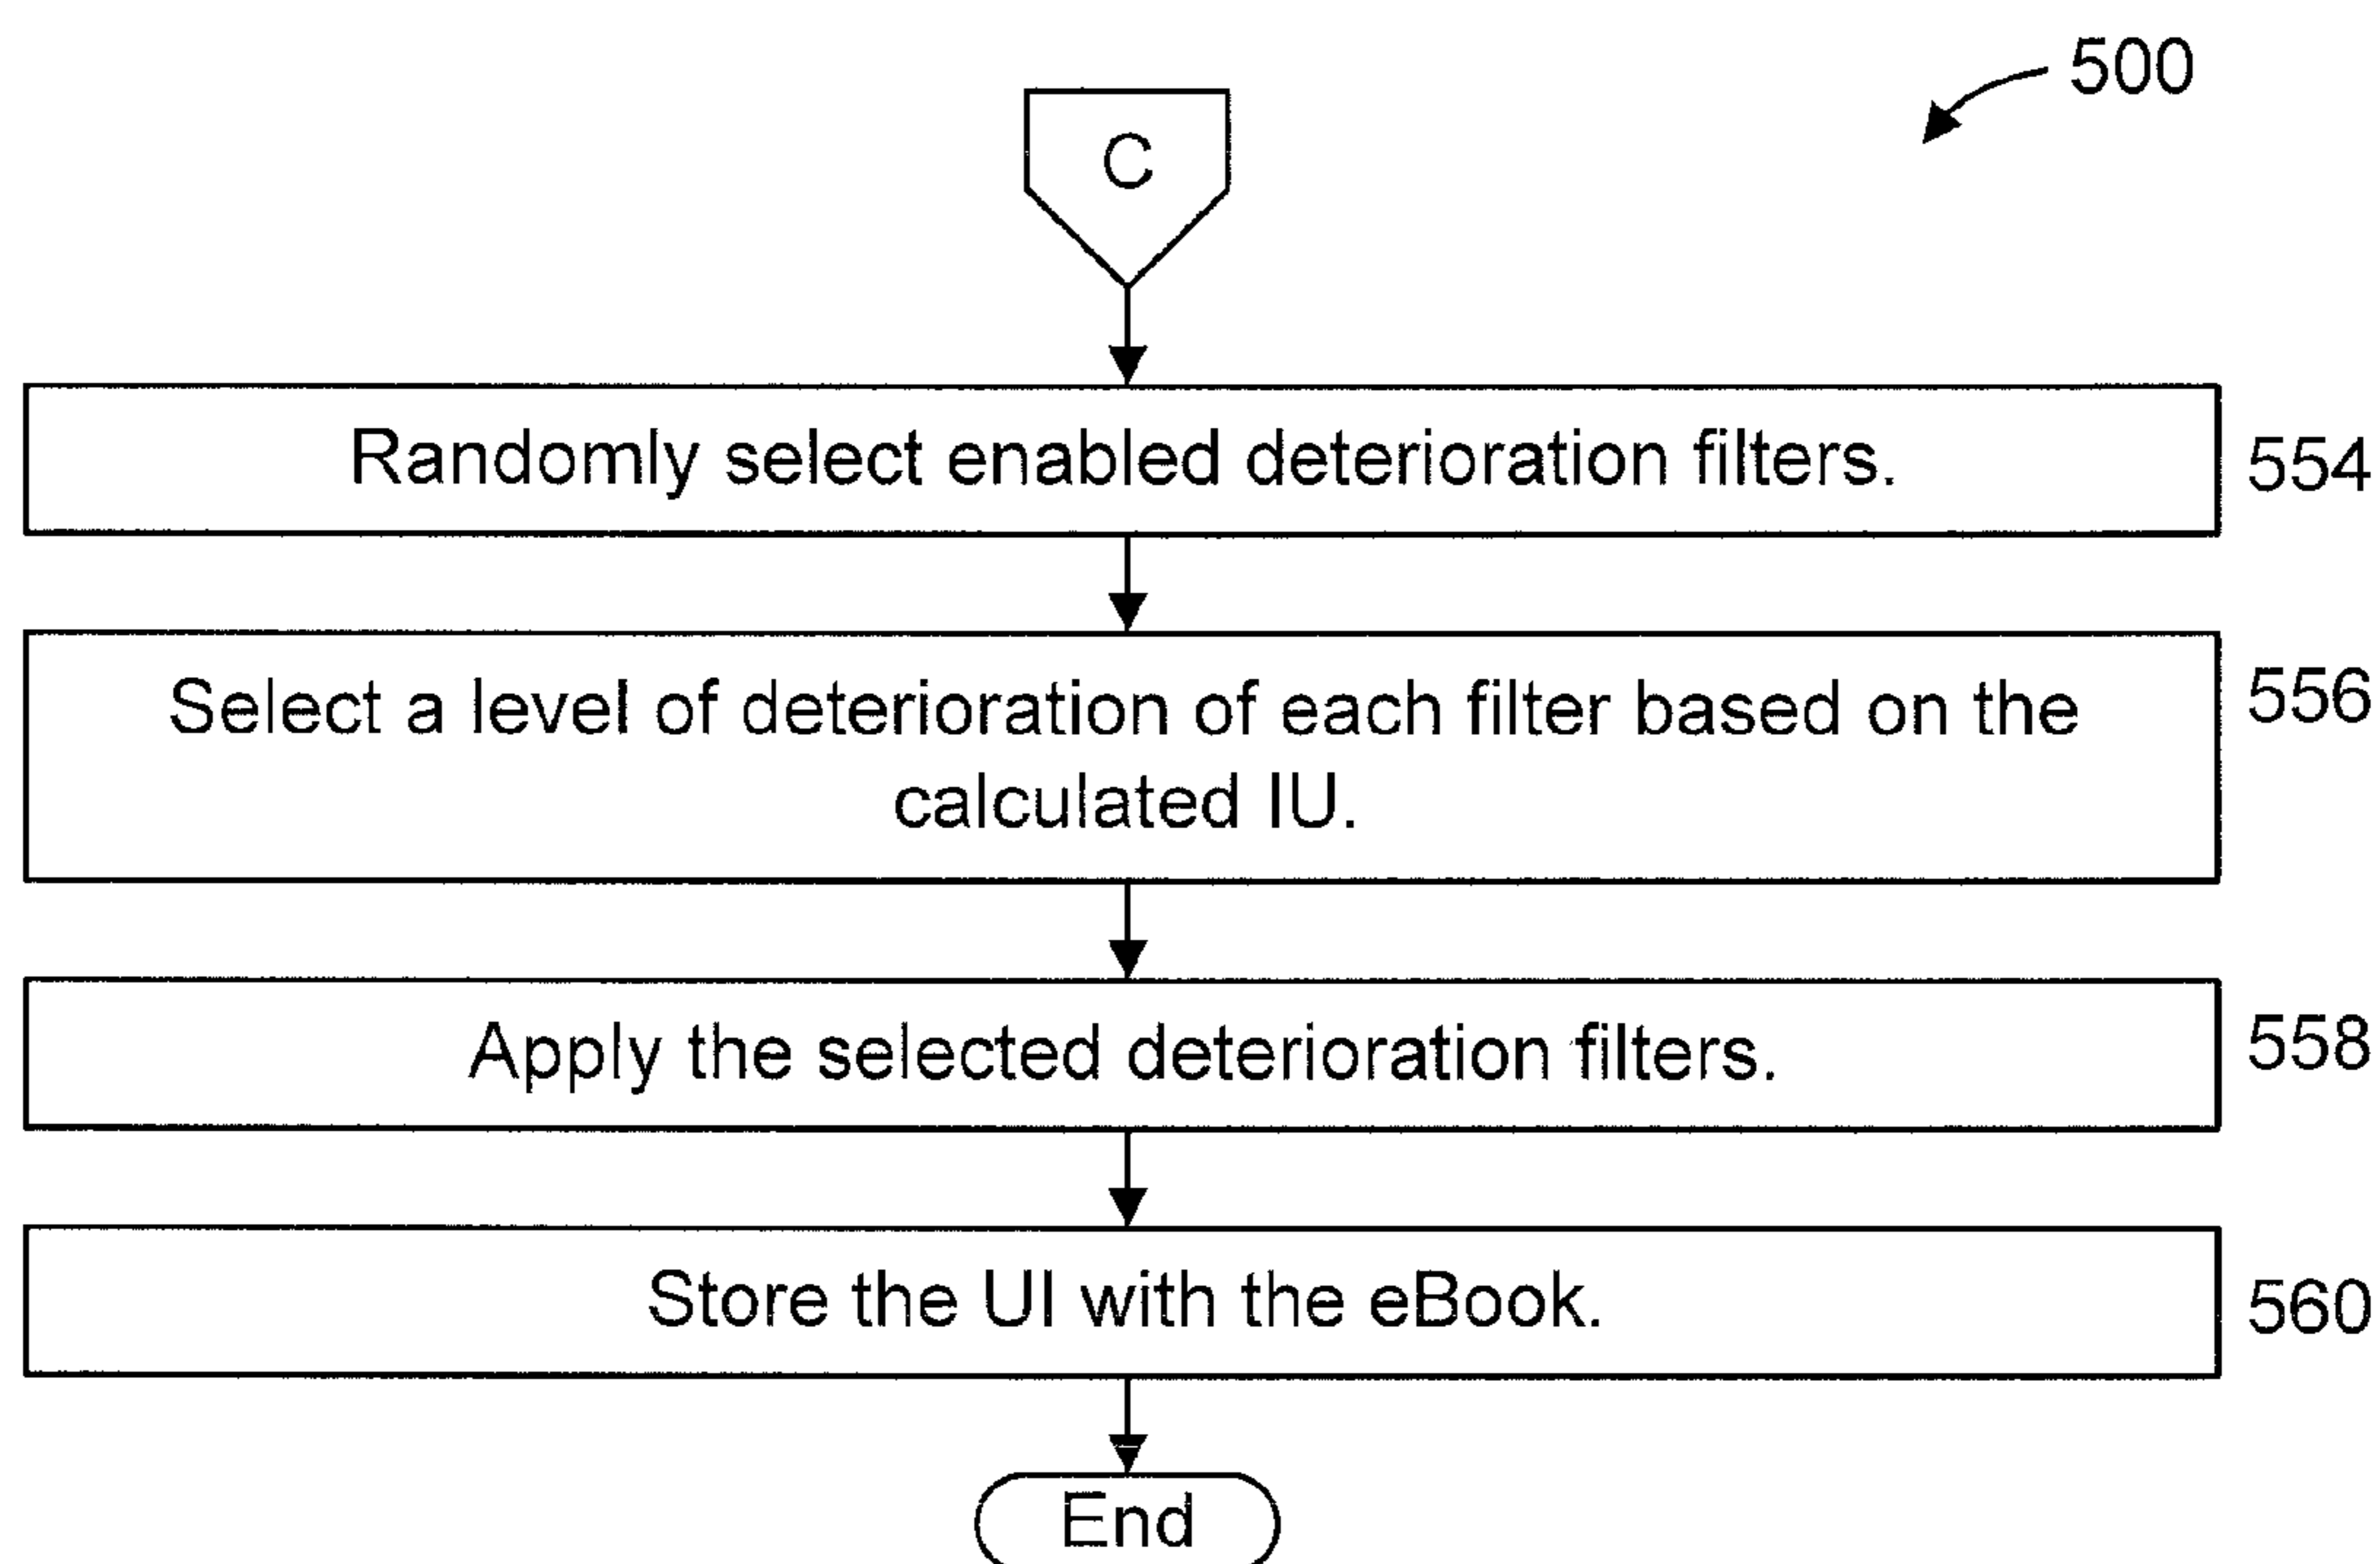 500
C
Randomly select enabled deterioration filters.
554
Select a level of deterioration of each filter based on the
calculated IU.
556
Apply the selected deterioration filters.
558
Store the UI with the eBook.
560
End